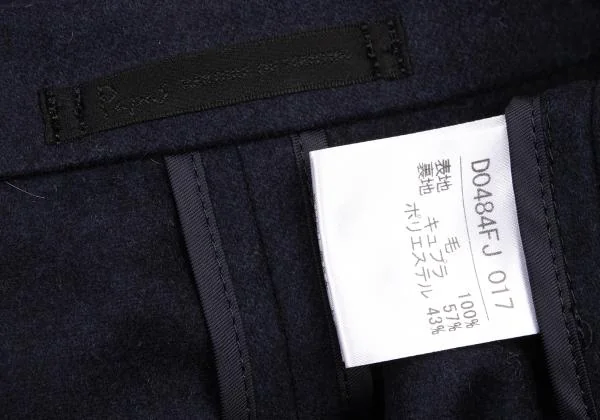 D0484FJ 017
表地 毛 100%
裏地 キュプラ 57%
ポリエステル 43%